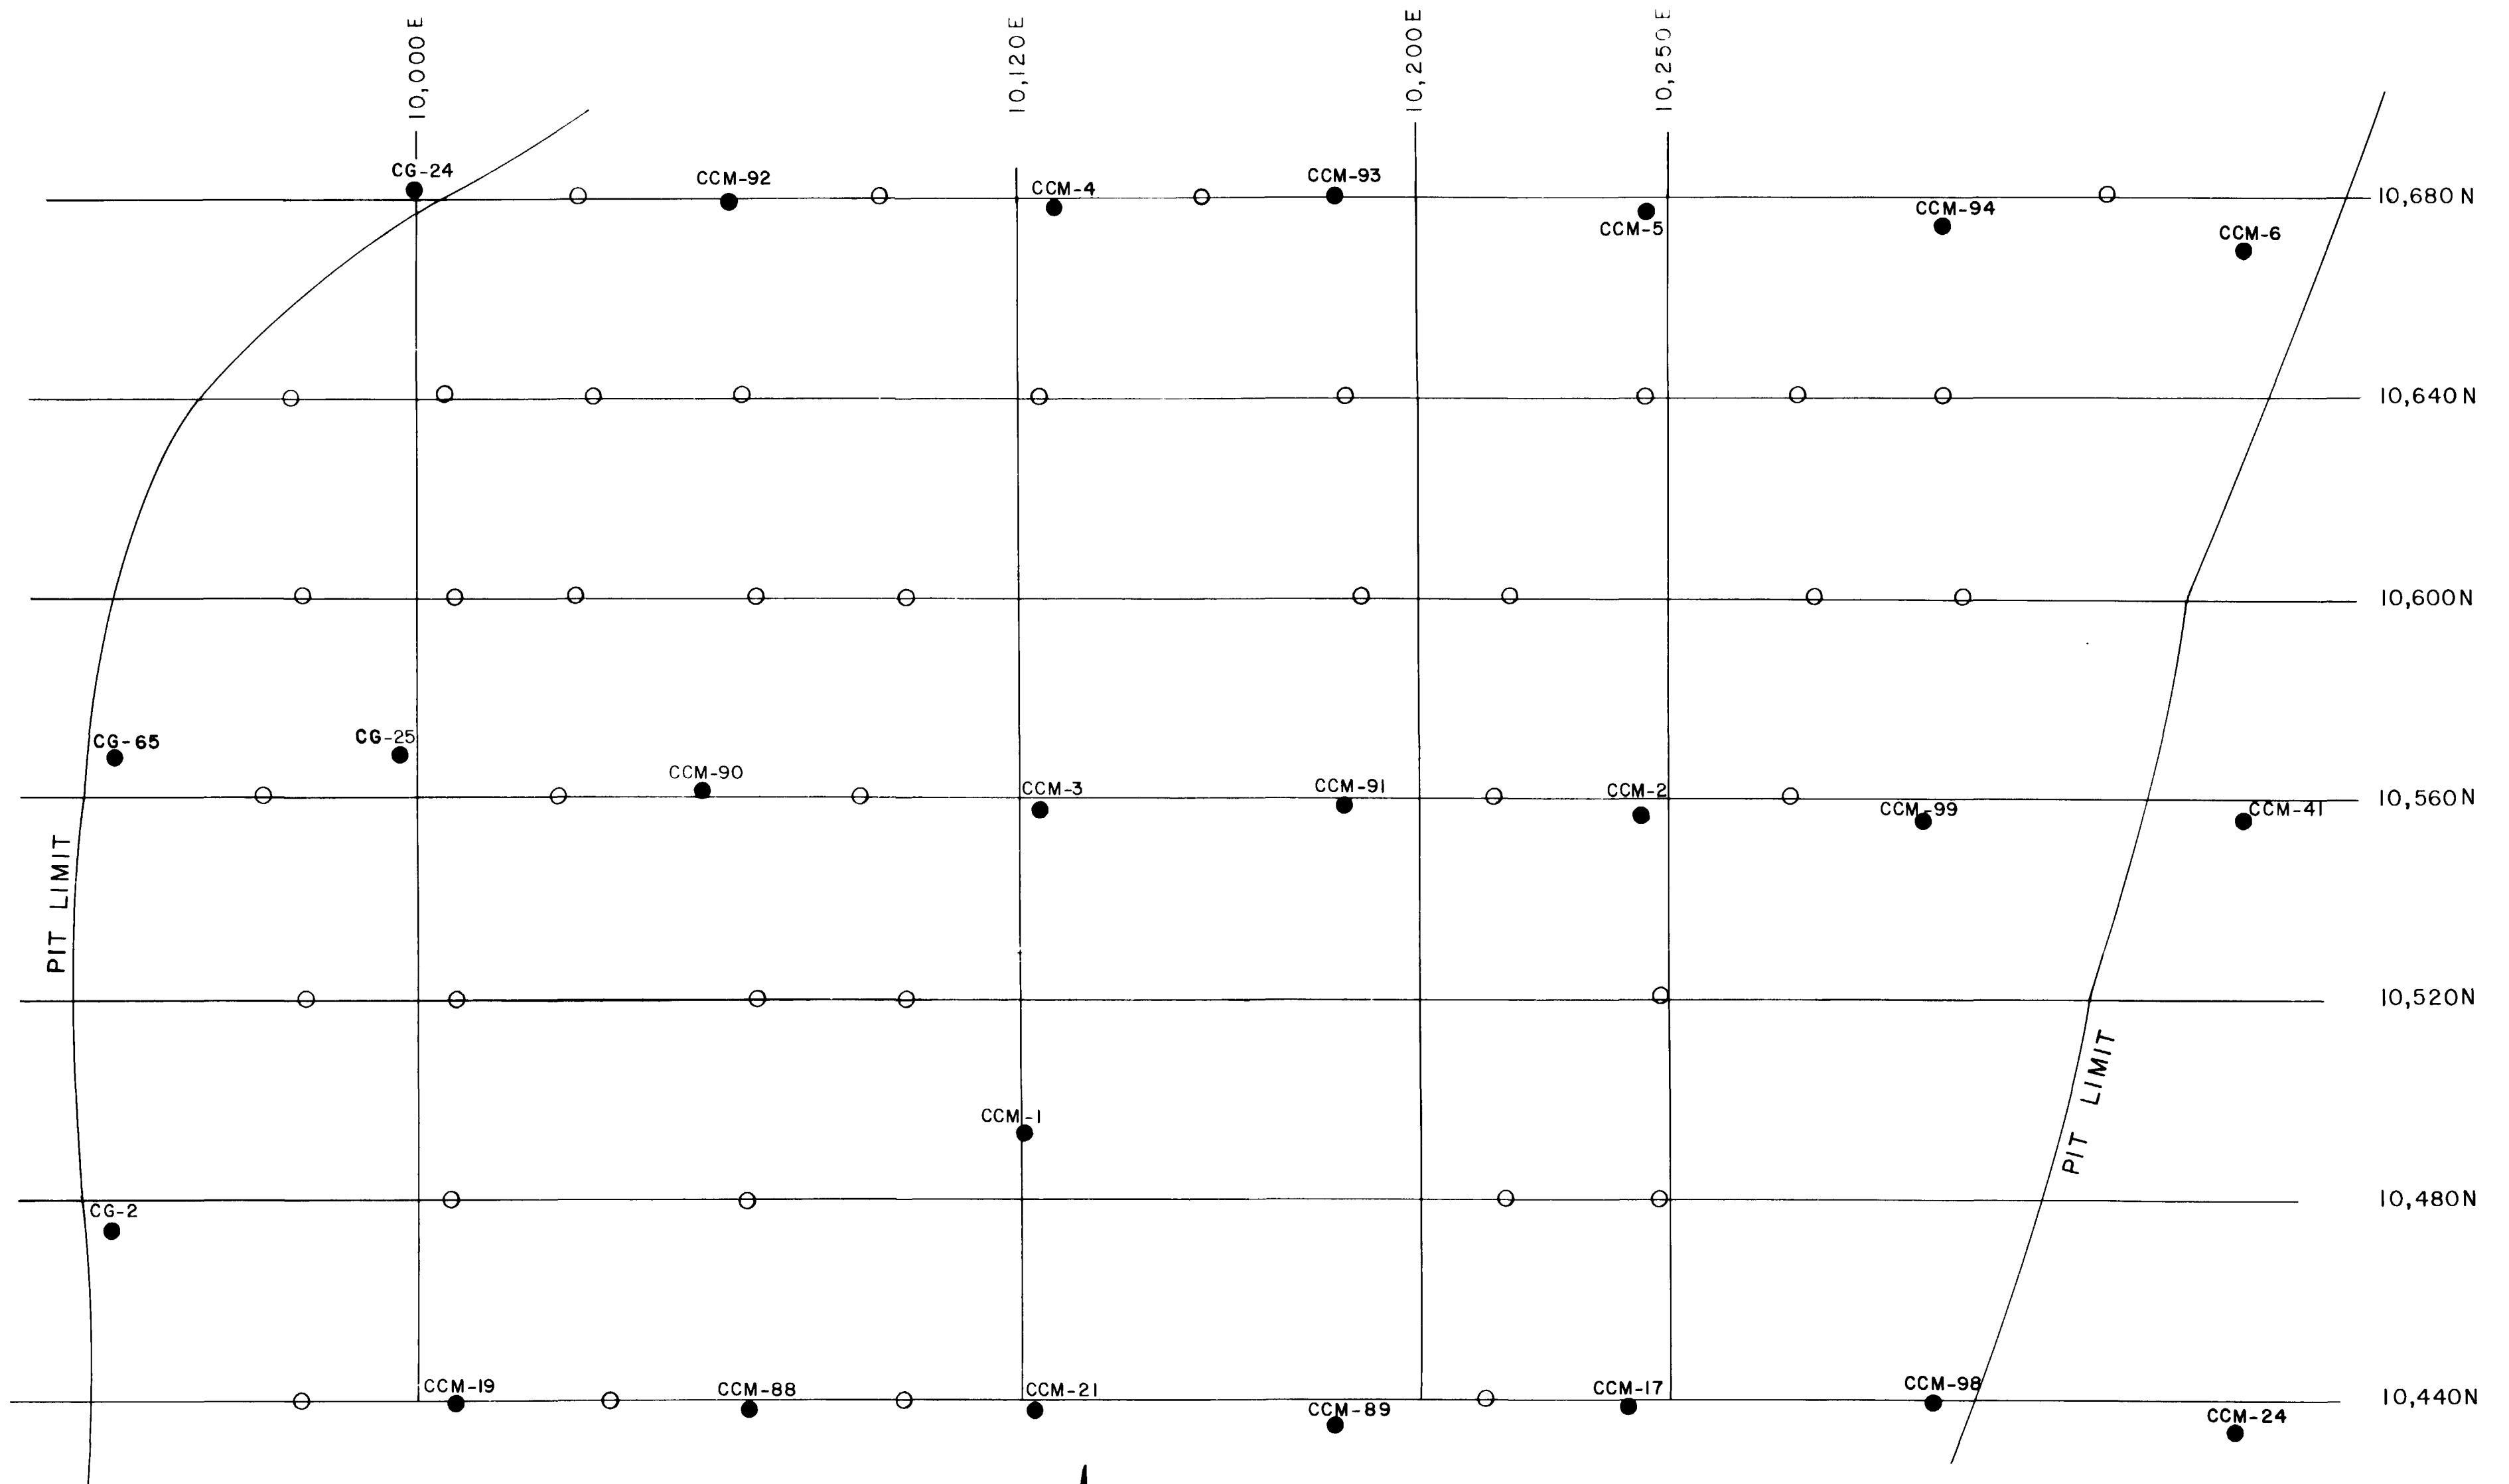 10,000E
10,120E
10,200E
10,250E
CG-24
CCM-92
CCM-4
CCM-93
CCM-5
CCM-94
CCM-6
10,680N
10,640N
10,600N
CG-65
CG-25
CCM-90
CCM-3
CCM-91
CCM-2
CCM-99
CCM-41
10,560N
PIT LIMIT
10,520N
PIT LIMIT
CCM-1
10,480N
CG-2
CCM-19
CCM-88
CCM-21
CCM-89
CCM-17
CCM-98
10,440N
CCM-24